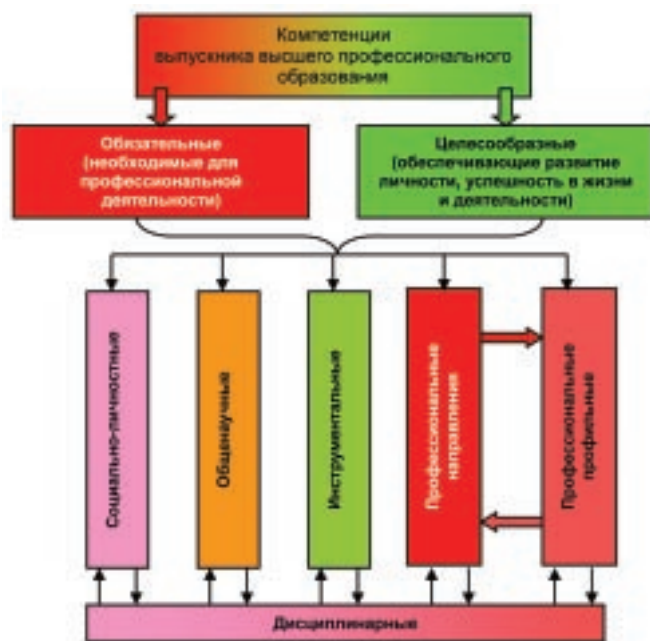 Компетенции
выпускника высшего профессионального
образования
Обязательные
(необходимые для
профессиональной
деятельности)
Целесообразные
(обеспечивающие развитие
личности, успешность в жизни
и деятельности)
Социально-личностные
Общенаучные
Инструментальные
Профессиональные
направления
Профессиональные
профильные
Дисциплинарные